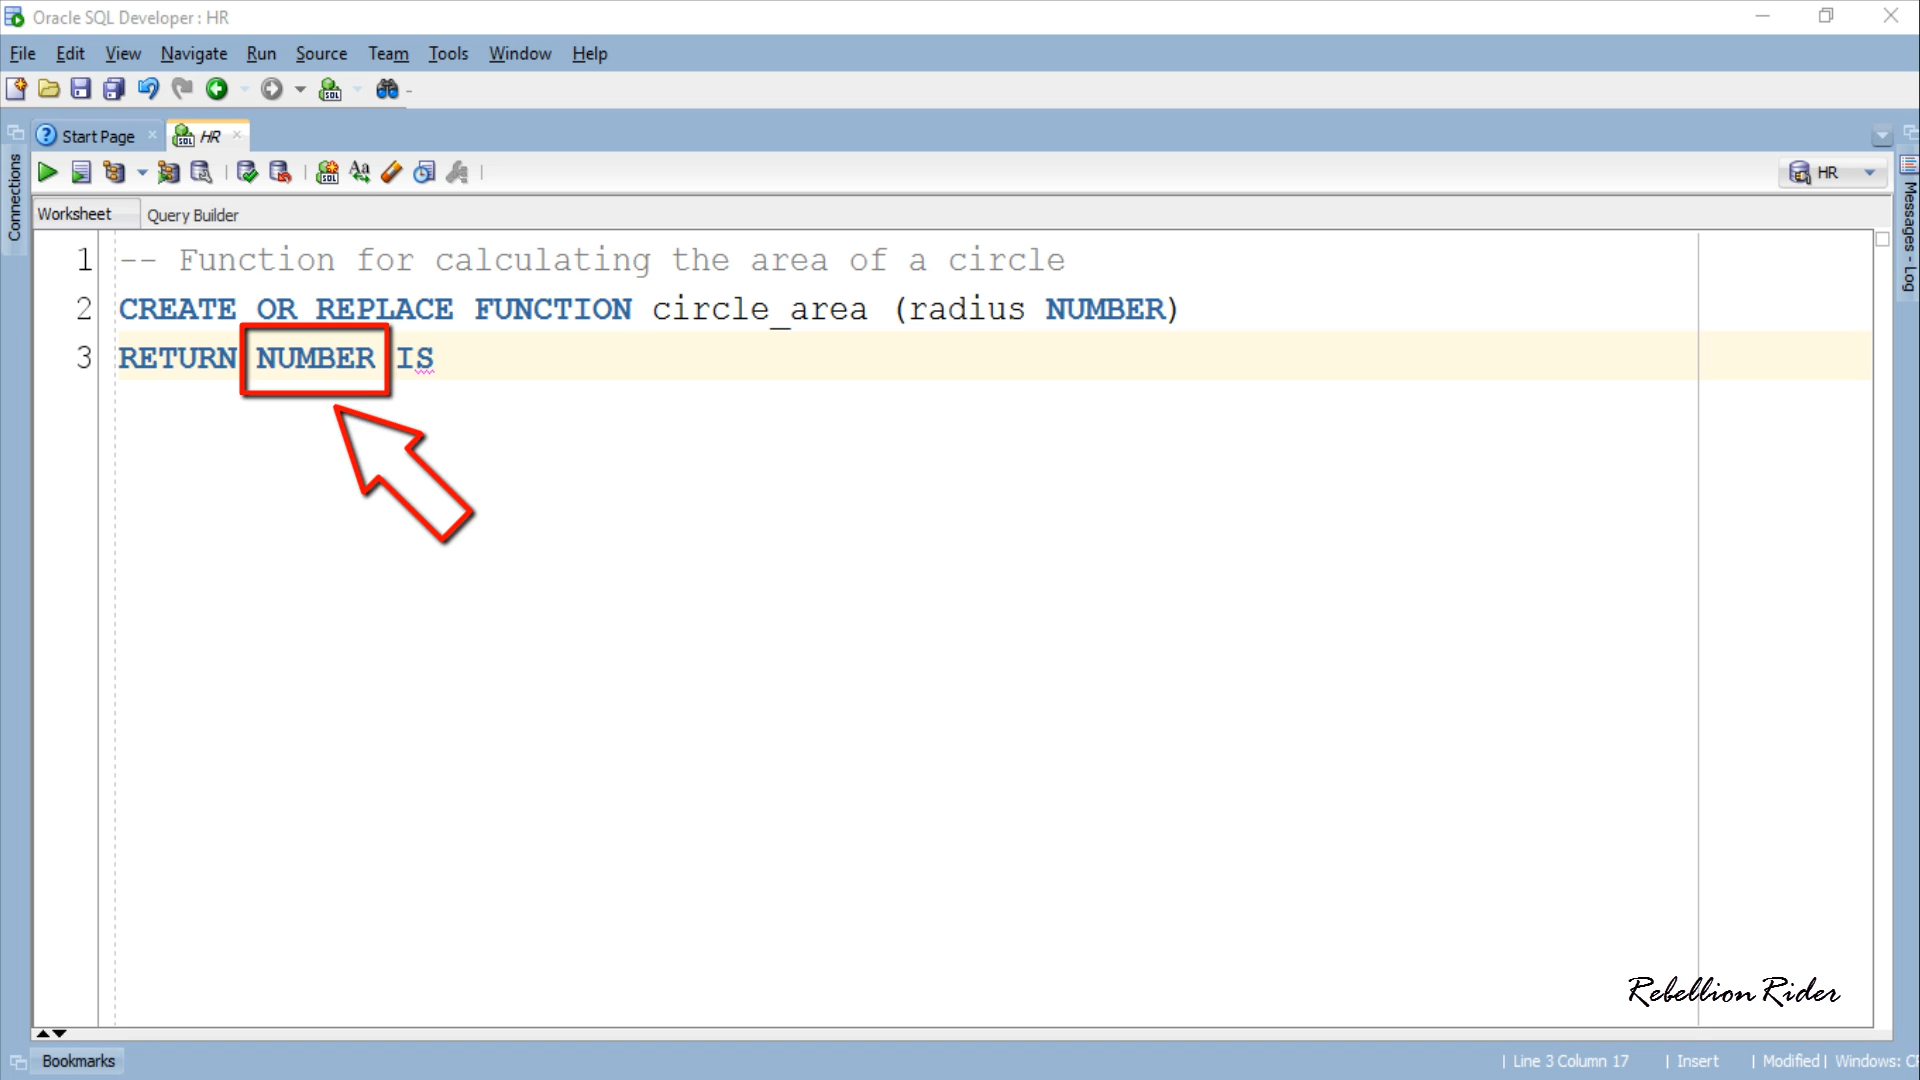 Oracle SQL Developer : HR
File Edit View Navigate Run Source Team Tools Window Help
Start Page HR
HR
Worksheet Query Builder
Connections
Messages - Log
1 -- Function for calculating the area of a circle
2 CREATE OR REPLACE FUNCTION circle_area (radius NUMBER)
3 RETURN NUMBER IS
Rebellion Rider
Bookmarks
| Line 3 Column 17 | Insert | Modified | Windows: CR